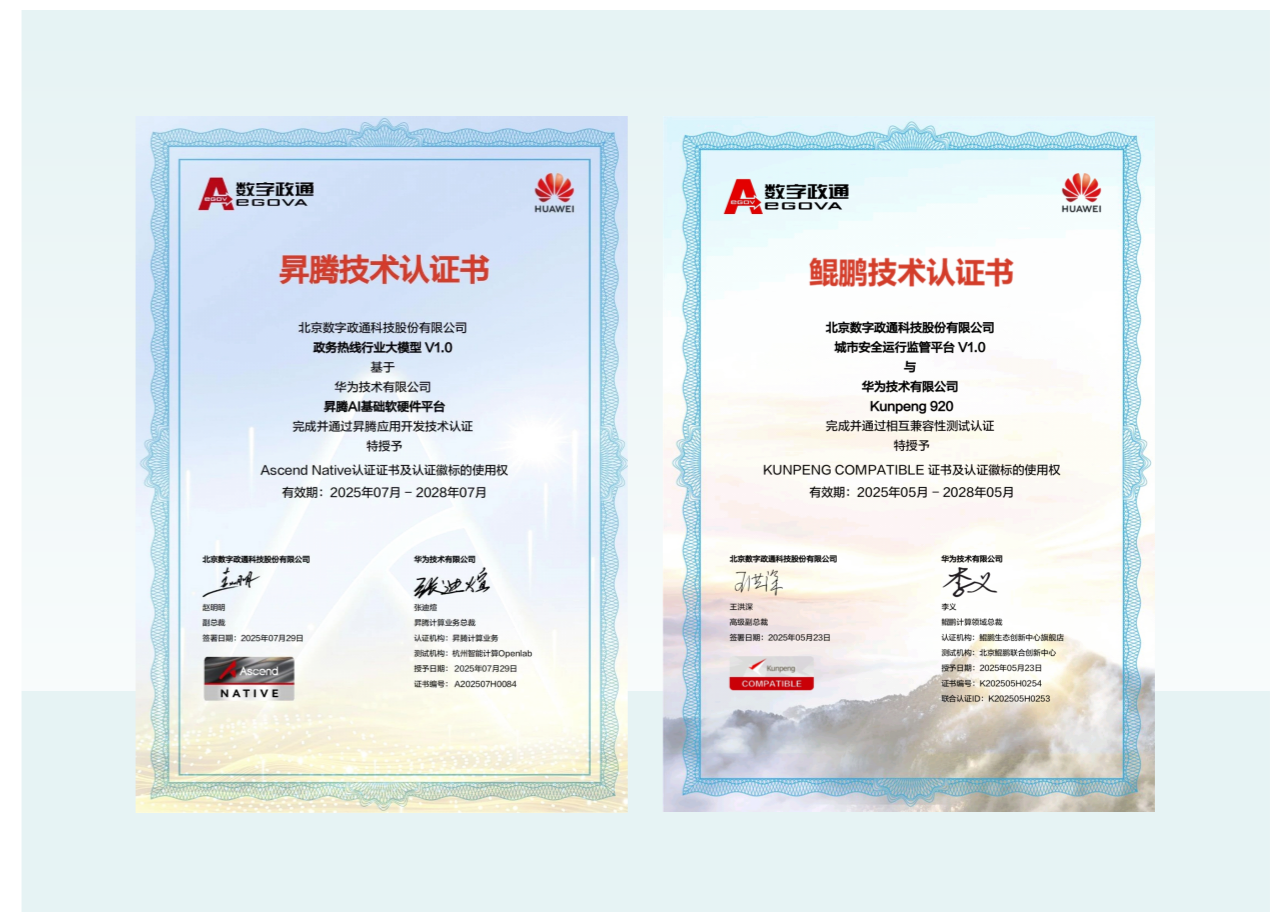 数字政通
eGOV eGOVA
HUAWEI
昇腾技术认证书
北京数字政通科技股份有限公司
政务热线行业大模型 V1.0
基于
华为技术有限公司
昇腾AI基础软硬件平台
完成并通过昇腾应用开发技术认证
特授予
Ascend Native认证证书及认证徽标的使用权
有效期：2025年07月 – 2028年07月
北京数字政通科技股份有限公司
赵明明
副总裁
签署日期：2025年07月29日
Ascend
NATIVE
华为技术有限公司
张迪煊
张迪煊
昇腾计算业务总裁
认证机构：昇腾计算业务
测试机构：杭州智能计算Openlab
授予日期：2025年07月29日
证书编号：A202507H0084
数字政通
eGOV eGOVA
HUAWEI
鲲鹏技术认证书
北京数字政通科技股份有限公司
城市安全运行监管平台 V1.0
与
华为技术有限公司
Kunpeng 920
完成并通过相互兼容性测试认证
特授予
KUNPENG COMPATIBLE 证书及认证徽标的使用权
有效期：2025年05月 – 2028年05月
北京数字政通科技股份有限公司
王洪深
高级副总裁
签署日期：2025年05月23日
Kunpeng
COMPATIBLE
华为技术有限公司
李义
李义
鲲鹏计算领域总裁
认证机构：鲲鹏生态创新中心旗舰店
测试机构：北京鲲鹏联合创新中心
授予日期：2025年05月23日
证书编号：K202505H0254
联合认证ID：K202505H0253